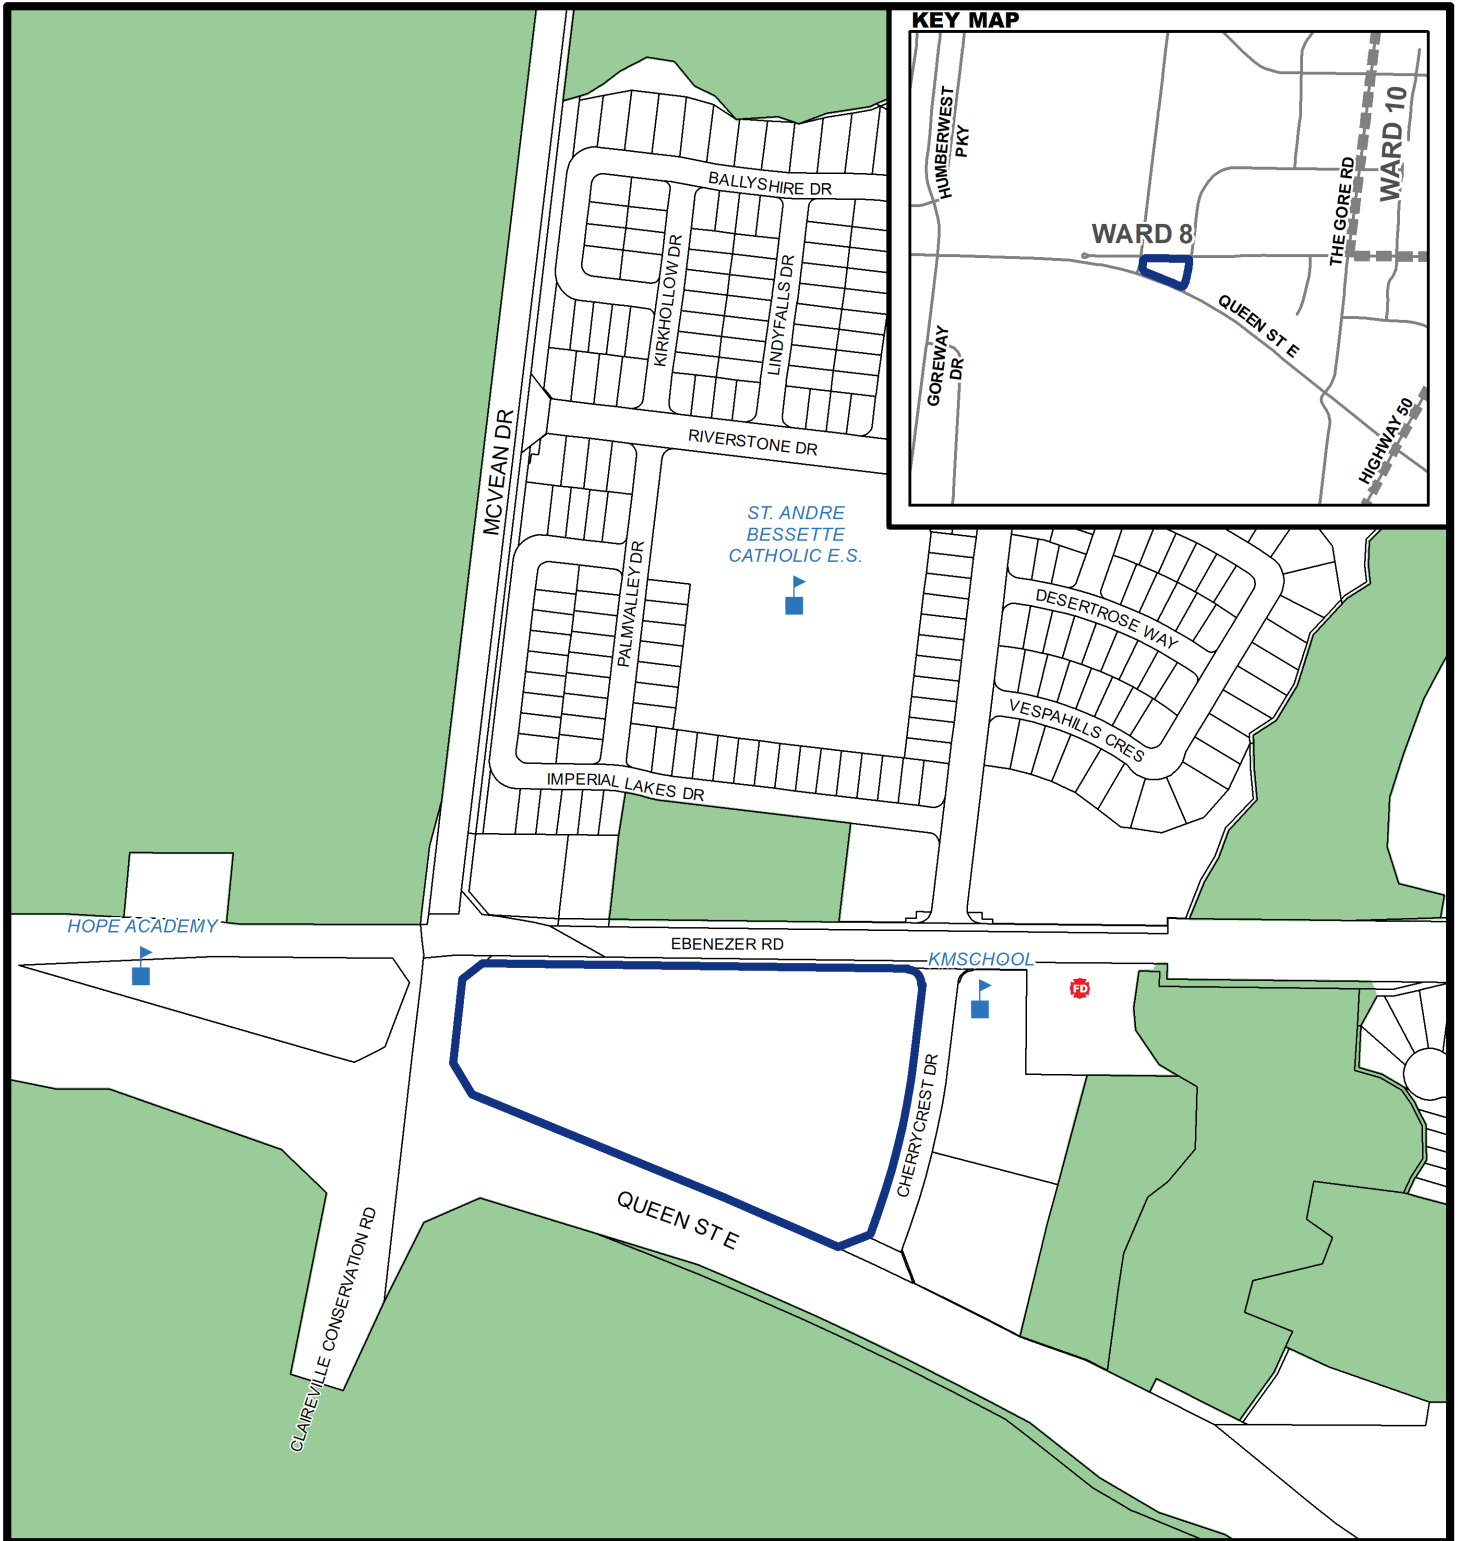 KEY MAP
HUMBERWEST
PKY
WARD 10
THE GORE RD
WARD 8
QUEEN ST E
GOREWAY
DR
HIGHWAY 50
BALLYSHIRE DR
KIRKHOLLOW DR
LINDYFALLS DR
MCVEAN DR
RIVERSTONE DR
ST. ANDRE
BESSETTE
CATHOLIC E.S.
PALMVALLEY DR
DESERTROSE WAY
VESPAHILLS CRES
IMPERIAL LAKES DR
HOPE ACADEMY
EBENEZER RD
KMSCHOOL
FD
CHERRYCREST DR
QUEEN ST E
CLAIREVILLE CONSERVATION RD